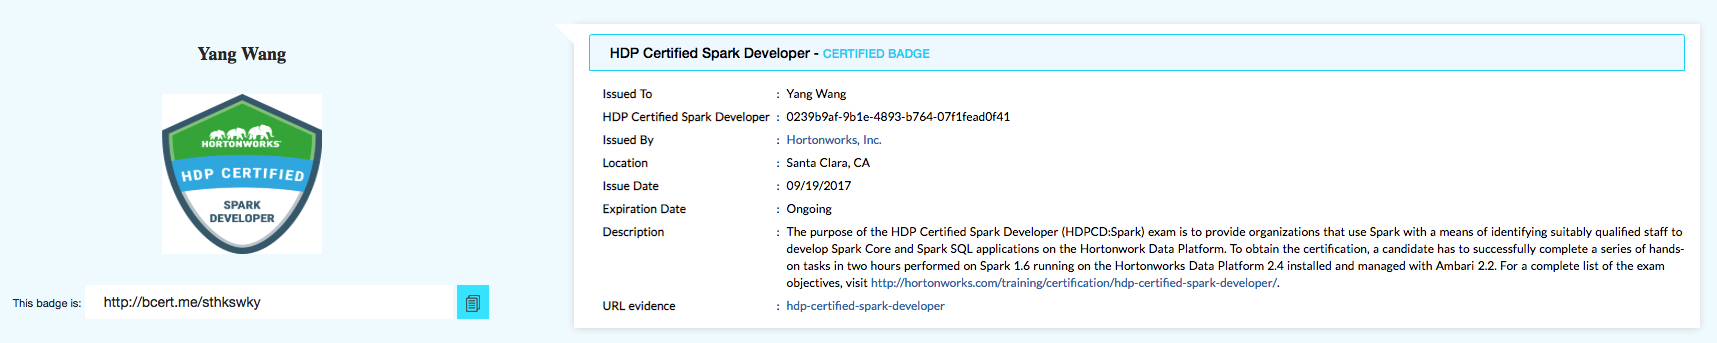 Yang Wang
HORTONWORKS
HDP CERTIFIED
SPARK
DEVELOPER
This badge is: http://bcert.me/sthkswky
HDP Certified Spark Developer - CERTIFIED BADGE
Issued To : Yang Wang
HDP Certified Spark Developer : 0239b9af-9b1e-4893-b764-07f1fead0f41
Issued By : Hortonworks, Inc.
Location : Santa Clara, CA
Issue Date : 09/19/2017
Expiration Date : Ongoing
Description : The purpose of the HDP Certified Spark Developer (HDPCD:Spark) exam is to provide organizations that use Spark with a means of identifying suitably qualified staff to
develop Spark Core and Spark SQL applications on the Hortonwork Data Platform. To obtain the certification, a candidate has to successfully complete a series of hands-
on tasks in two hours performed on Spark 1.6 running on the Hortonworks Data Platform 2.4 installed and managed with Ambari 2.2. For a complete list of the exam
objectives, visit http://hortonworks.com/training/certification/hdp-certified-spark-developer/.
URL evidence : hdp-certified-spark-developer